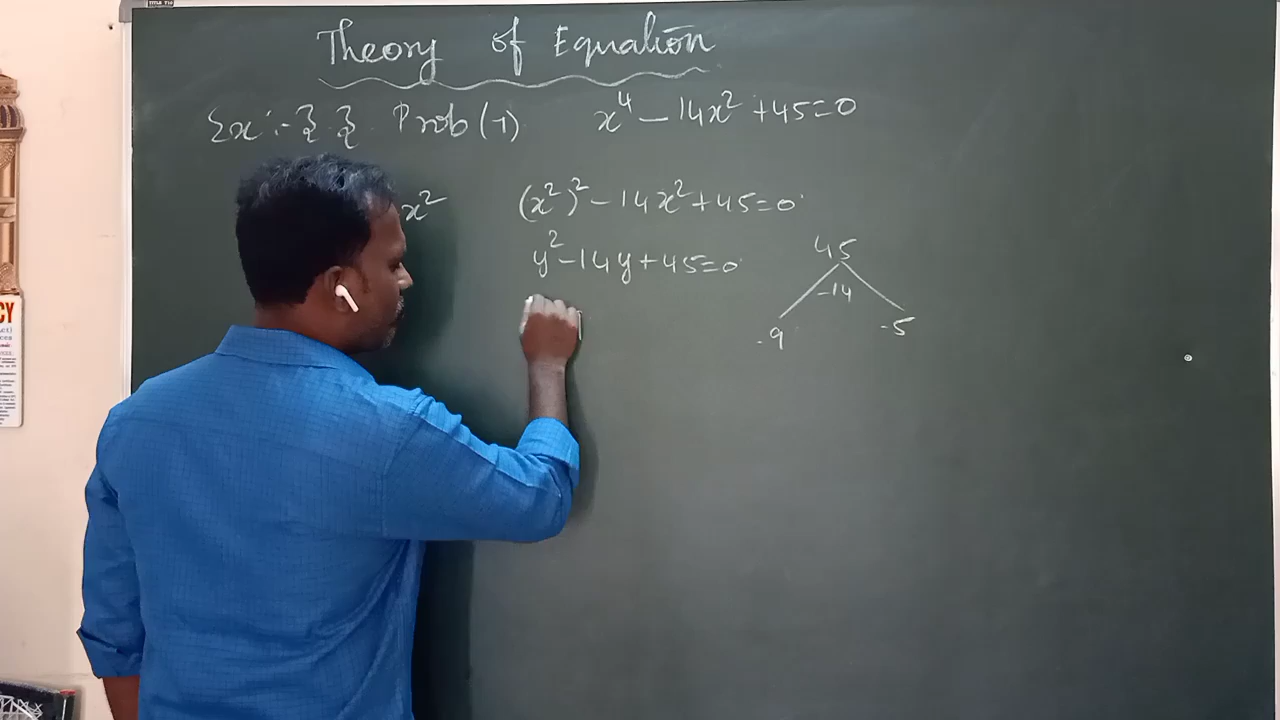 Theory of Equation
Ex :- 3.3. Prob (1) x⁴ - 14x² + 45 = 0
x² (x²)² - 14x² + 45 = 0
y² - 14y + 45 = 0
45
-14
-9 -5
CY